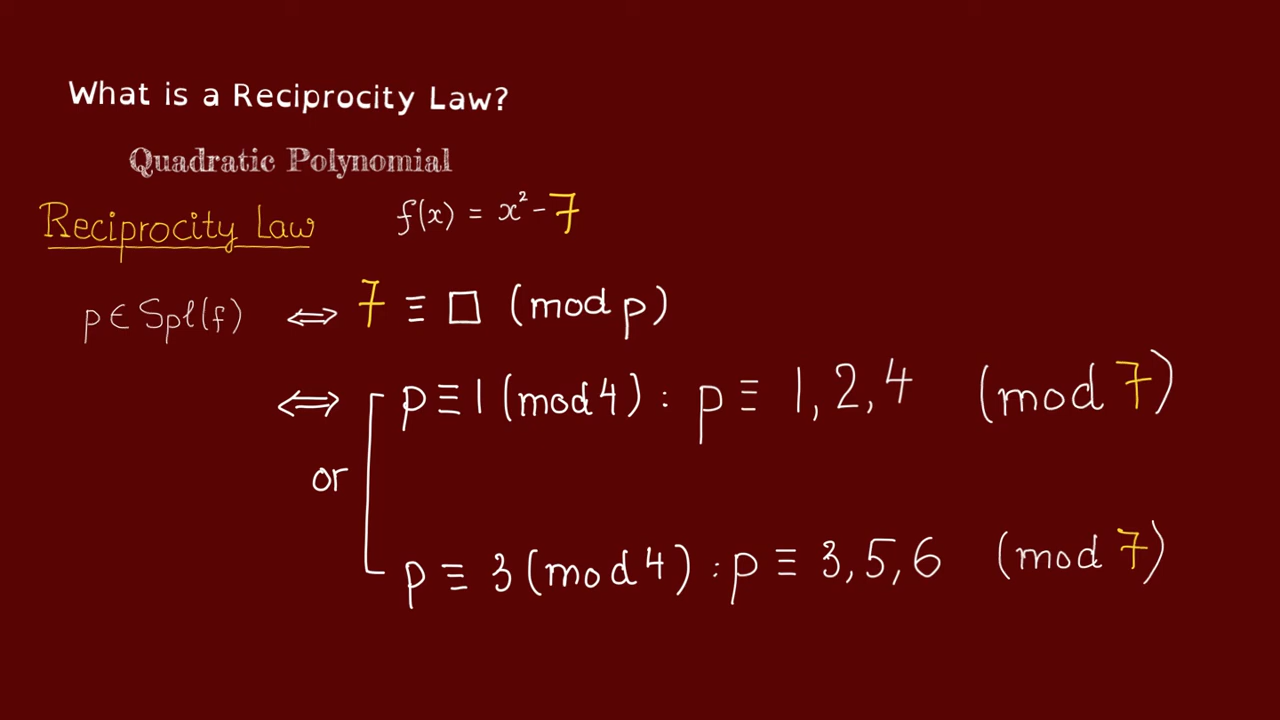 What is a Reciprocity Law?
Quadratic Polynomial
Reciprocity Law f(x) = x² - 7
p ∈ Spl(f) ⇔ 7 ≡ □ (mod p)
⇔ p ≡ 1 (mod 4) : p ≡ 1, 2, 4 (mod 7)
or
p ≡ 3 (mod 4) : p ≡ 3, 5, 6 (mod 7)